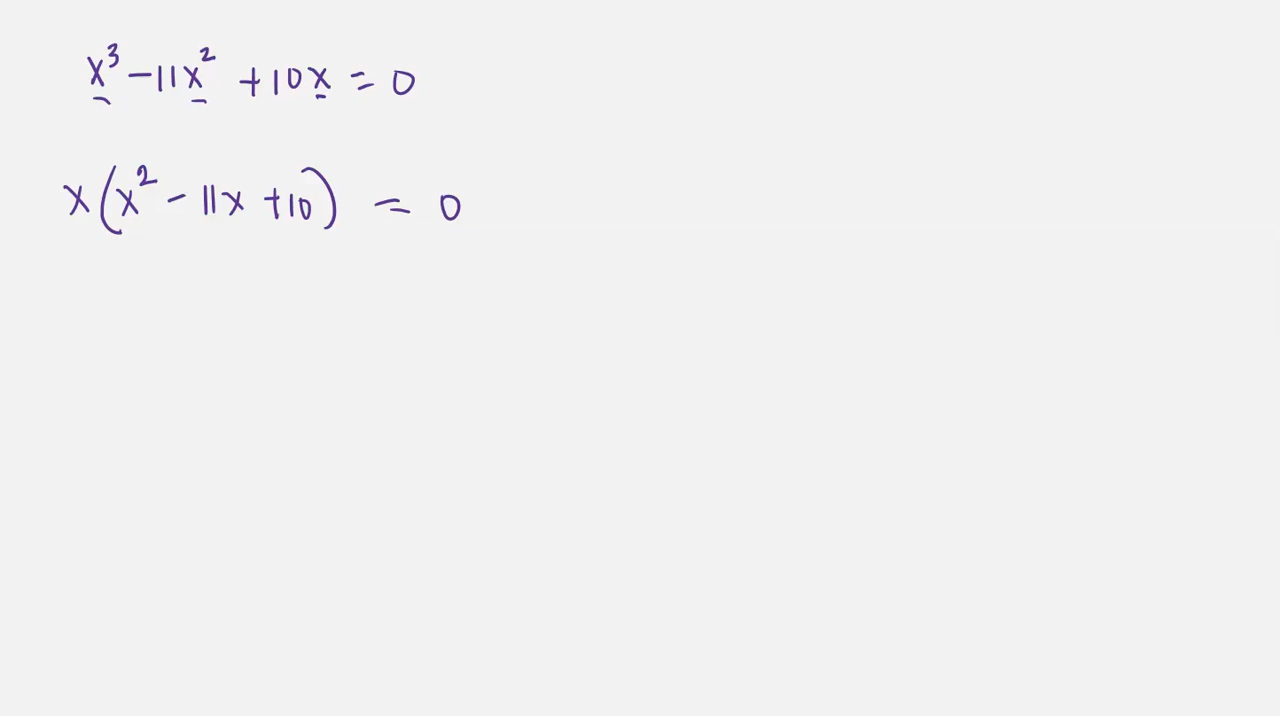 x³ - 11x² + 10x = 0
x(x² - 11x + 10) = 0